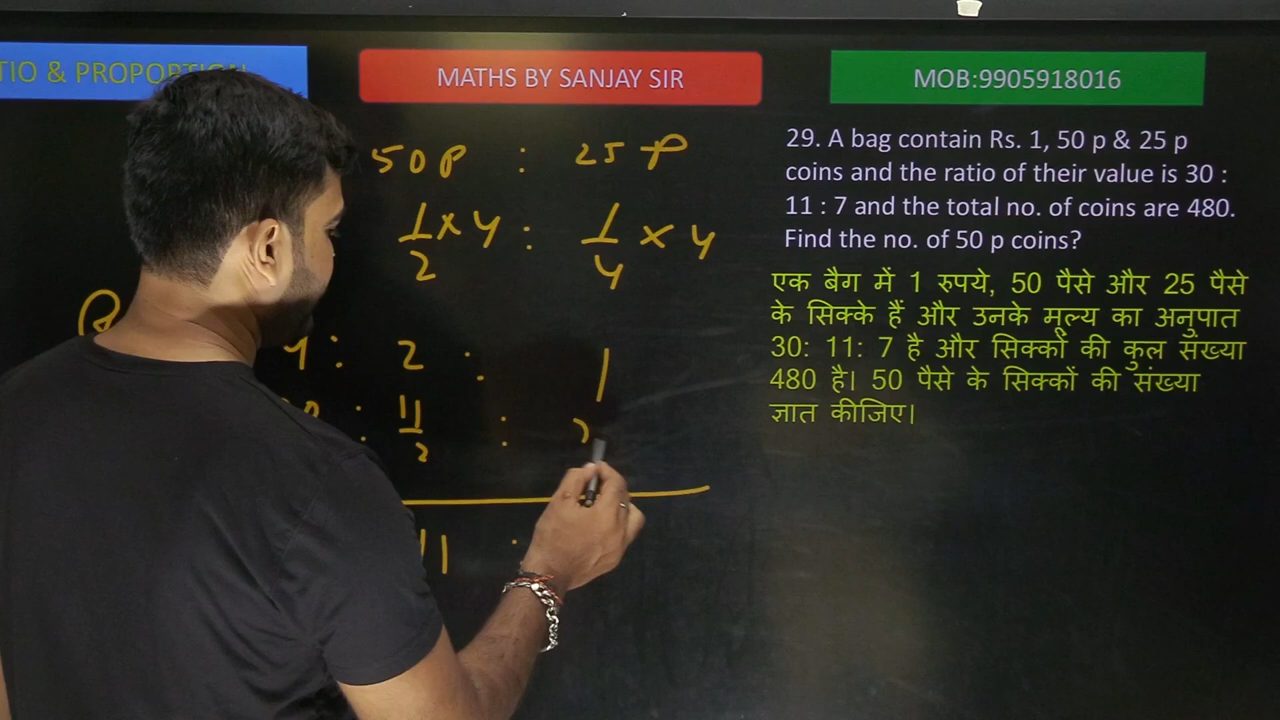 TIO & PROPORTION
MATHS BY SANJAY SIR
MOB:9905918016
50 P : 25 P
1/2 x 4 : 1/4 x 4
4 : 2 : 1
: 11/2 :
11 :
29. A bag contain Rs. 1, 50 p & 25 p
coins and the ratio of their value is 30 :
11 : 7 and the total no. of coins are 480.
Find the no. of 50 p coins?
एक बैग में 1 रुपये, 50 पैसे और 25 पैसे
के सिक्के हैं और उनके मूल्य का अनुपात
30: 11: 7 है और सिक्कों की कुल संख्या
480 है। 50 पैसे के सिक्कों की संख्या
ज्ञात कीजिए।